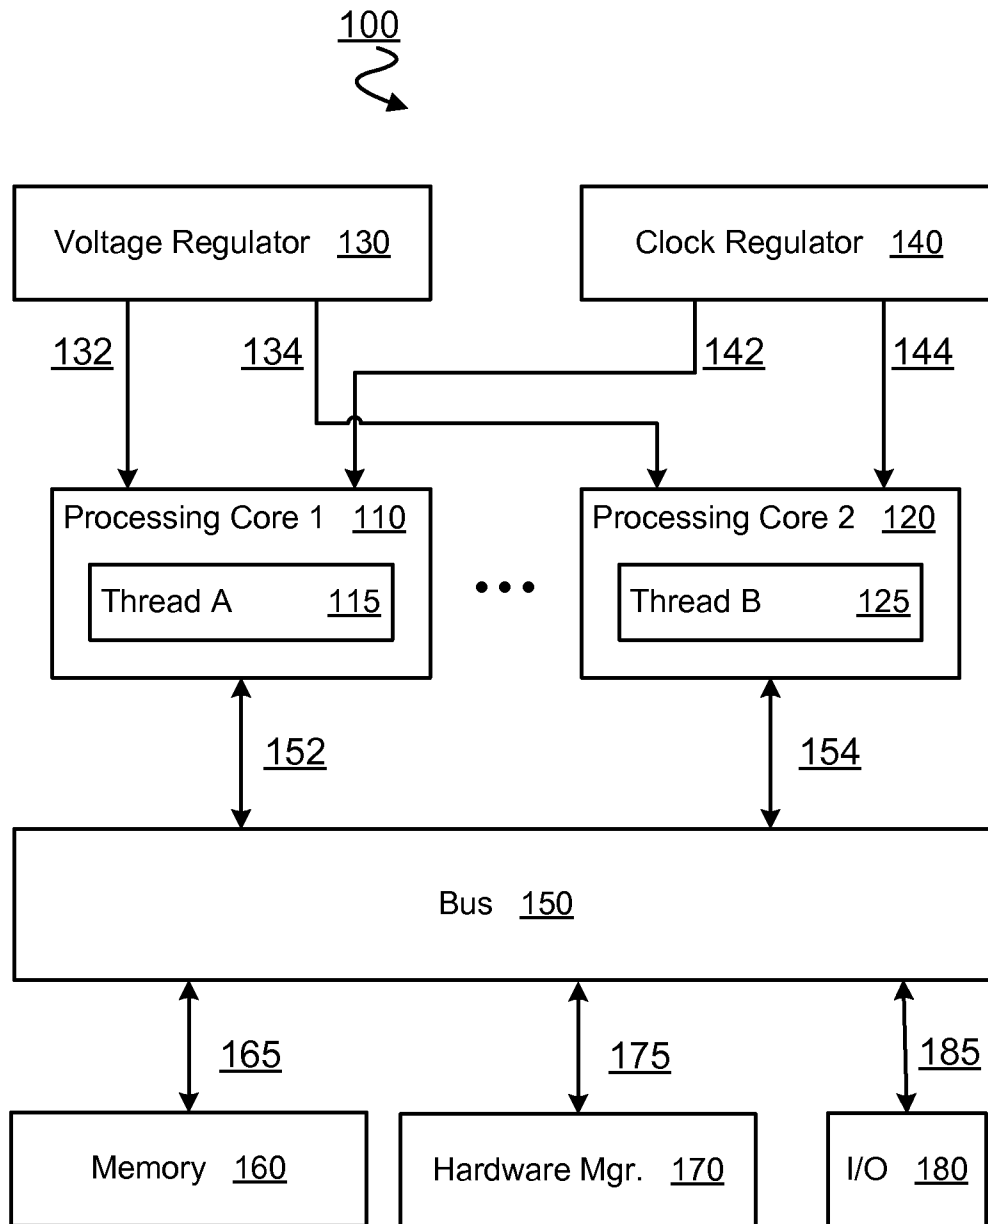 100
Voltage Regulator 130
Clock Regulator 140
132
134
142
144
Processing Core 1 110
Processing Core 2 120
Thread A 115
Thread B 125
152
154
Bus 150
165
175
185
Memory 160
Hardware Mgr. 170
I/O 180